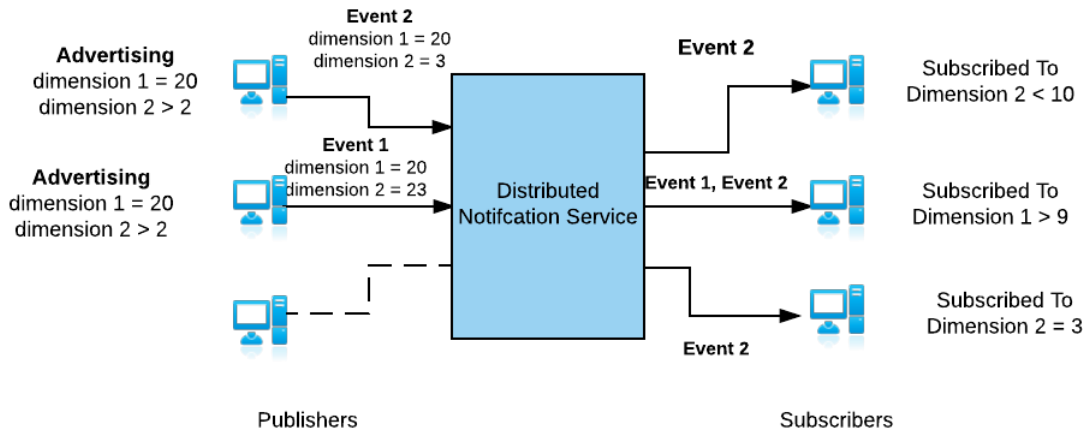 Event 2
dimension 1 = 20
dimension 2 = 3
Advertising
dimension 1 = 20
dimension 2 > 2
Event 2
Subscribed To
Dimension 2 < 10
Event 1
dimension 1 = 20
dimension 2 = 23
Advertising
dimension 1 = 20
dimension 2 > 2
Distributed
Notifcation Service
Event 1, Event 2
Subscribed To
Dimension 1 > 9
Subscribed To
Dimension 2 = 3
Event 2
Publishers
Subscribers